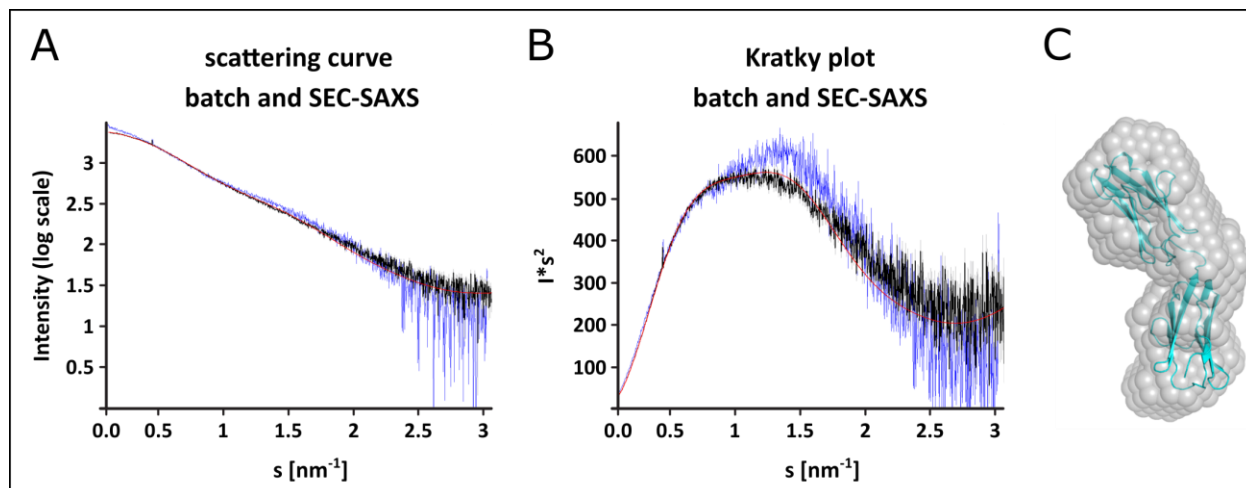 A
scattering curve
batch and SEC-SAXS
Intensity (log scale)
3
2.5
2
1.5
1
0.5
0.0
0.5
1
1.5
2
2.5
3
s [nm⁻¹]
B
Kratky plot
batch and SEC-SAXS
I*s²
600
500
400
300
200
100
0.0
0.5
1
1.5
2
2.5
3
s [nm⁻¹]
C